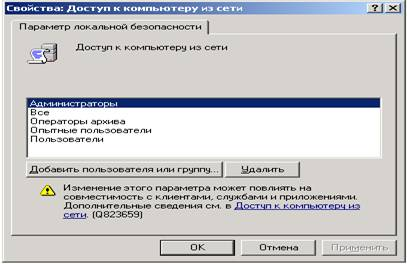 Свойства: Доступ к компьютеру из сети
Параметр локальной безопасности
Доступ к компьютеру из сети
Администраторы
Все
Операторы архива
Опытные пользователи
Пользователи
Добавить пользователя или группу... Удалить
Изменение этого параметра может повлиять на
совместимость с клиентами, службами и приложениями.
Дополнительные сведения см. в Доступ к компьютеру из
сети. (Q823659)
OK Отмена Применить